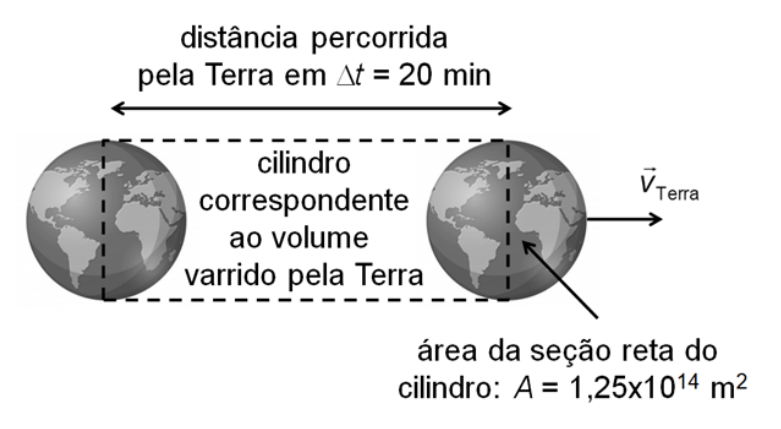 distância percorrida
pela Terra em Δt = 20 min
cilindro
correspondente
ao volume
varrido pela Terra
v⃗Terra
área da seção reta do
cilindro: A = 1,25x10¹⁴ m²